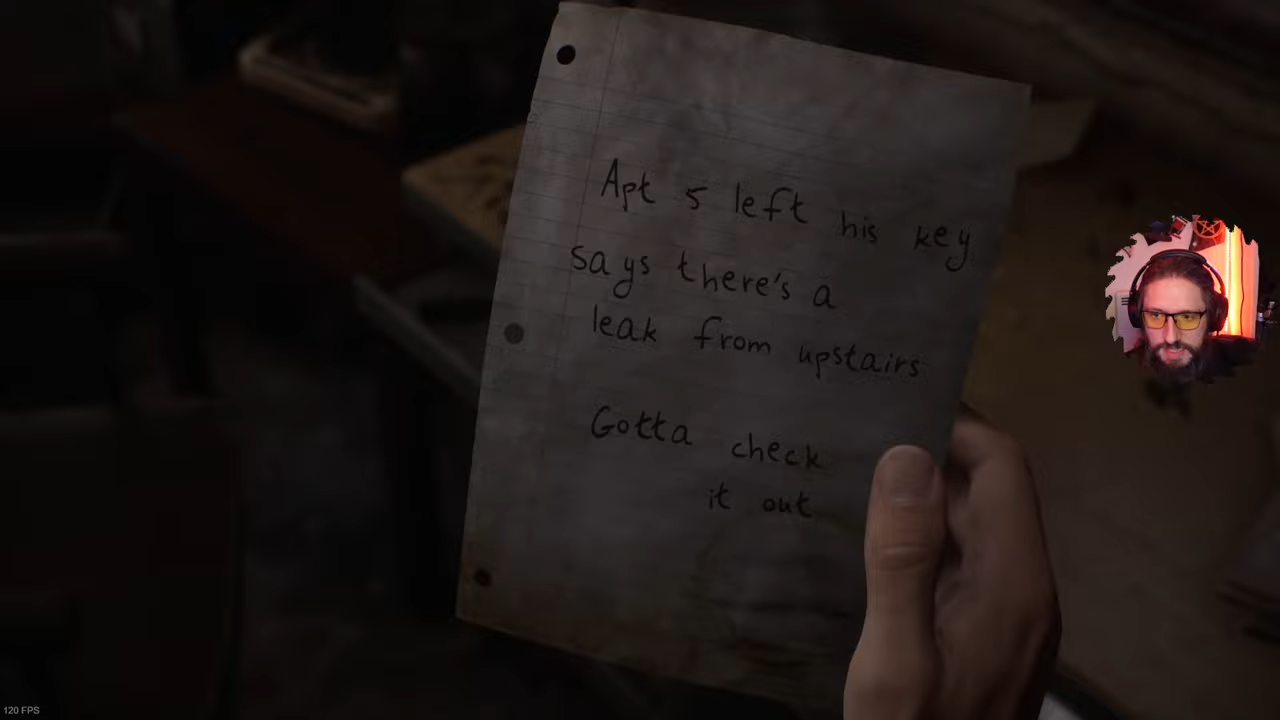 Apt 5 left his key
says there's a
leak from upstairs
Gotta check
it out
120 FPS